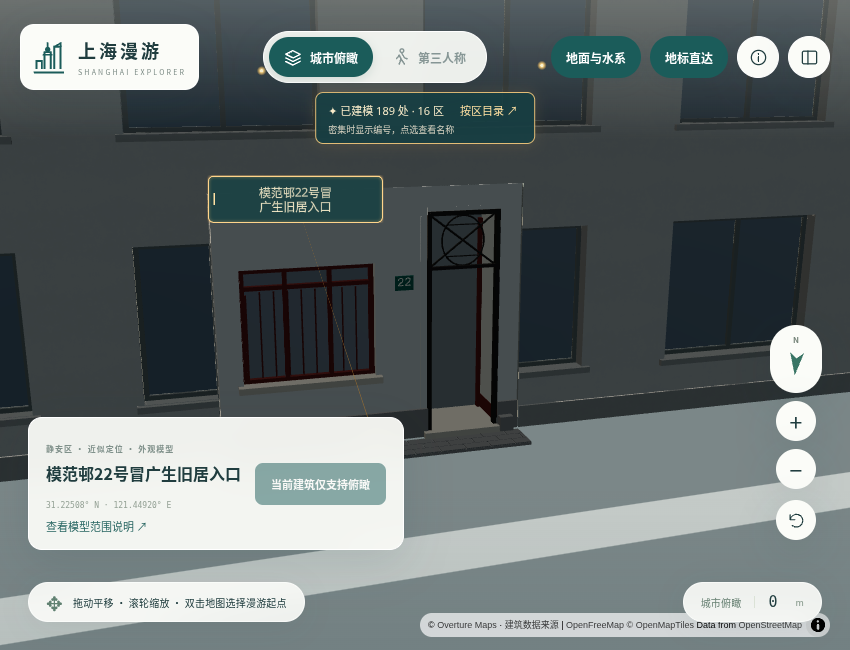 上海漫游
SHANGHAI EXPLORER
城市俯瞰
第三人称
地面与水系
地标直达
✦ 已建模 189 处 · 16 区 按区目录 ↗
密集时显示编号，点选查看名称
模范邨22号冒
广生旧居入口
22
N
静安区 · 近似定位 · 外观模型
模范邨22号冒广生旧居入口
当前建筑仅支持俯瞰
31.22508° N · 121.44920° E
查看模型范围说明 ↗
拖动平移 · 滚轮缩放 · 双击地图选择漫游起点
城市俯瞰 0 m
© Overture Maps · 建筑数据来源 | OpenFreeMap © OpenMapTiles Data from OpenStreetMap